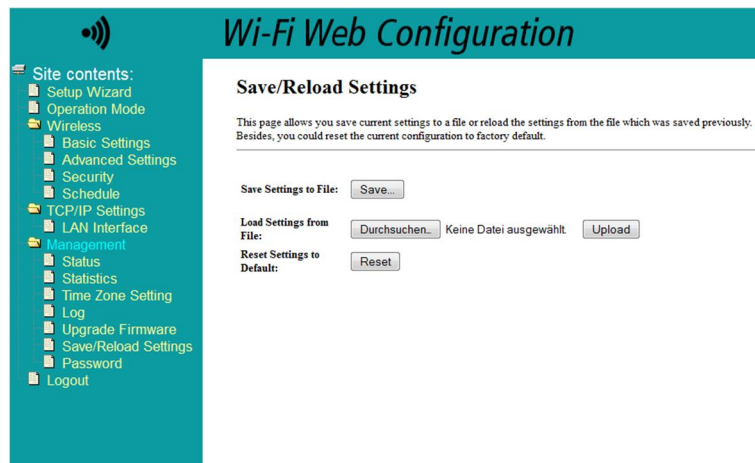 Wi-Fi Web Configuration
Site contents:
Setup Wizard
Operation Mode
Wireless
Basic Settings
Advanced Settings
Security
Schedule
TCP/IP Settings
LAN Interface
Management
Status
Statistics
Time Zone Setting
Log
Upgrade Firmware
Save/Reload Settings
Password
Logout
Save/Reload Settings
This page allows you save current settings to a file or reload the settings from the file which was saved previously.
Besides, you could reset the current configuration to factory default.
Save Settings to File: Save...
Load Settings from
File: Durchsuchen... Keine Datei ausgewählt. Upload
Reset Settings to
Default: Reset